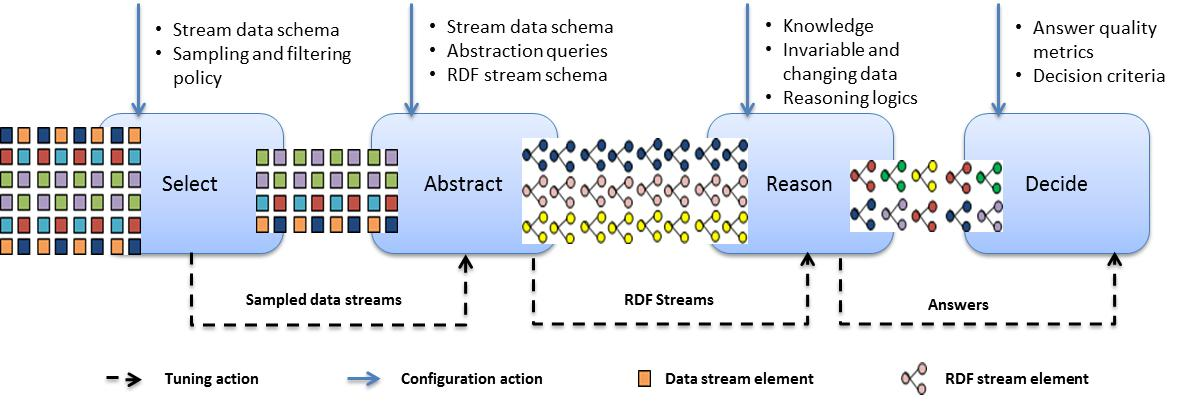 • Stream data schema
• Sampling and filtering
policy
• Stream data schema
• Abstraction queries
• RDF stream schema
• Knowledge
• Invariable and
changing data
• Reasoning logics
• Answer quality
metrics
• Decision criteria
Select
Abstract
Reason
Decide
Sampled data streams
RDF Streams
Answers
Tuning action
Configuration action
Data stream element
RDF stream element